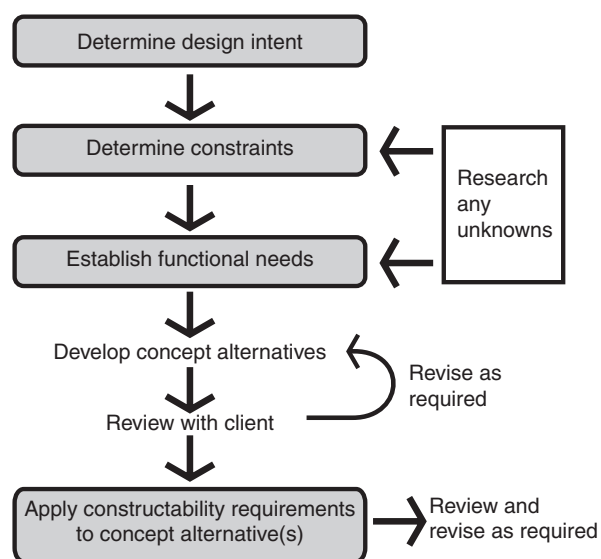 Determine design intent
Determine constraints
Research
any
unknowns
Establish functional needs
Develop concept alternatives
Revise as
required
Review with client
Apply constructability requirements
to concept alternative(s)
Review and
revise as required